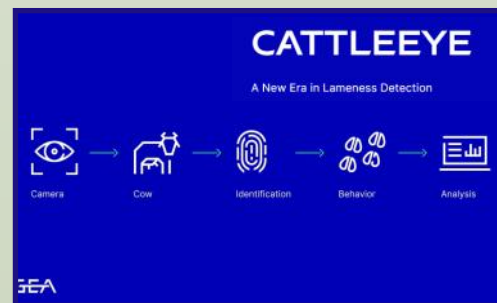 CATTLEEYE
A New Era in Lameness Detection
Camera
Cow
Identification
Behavior
Analysis
GEA